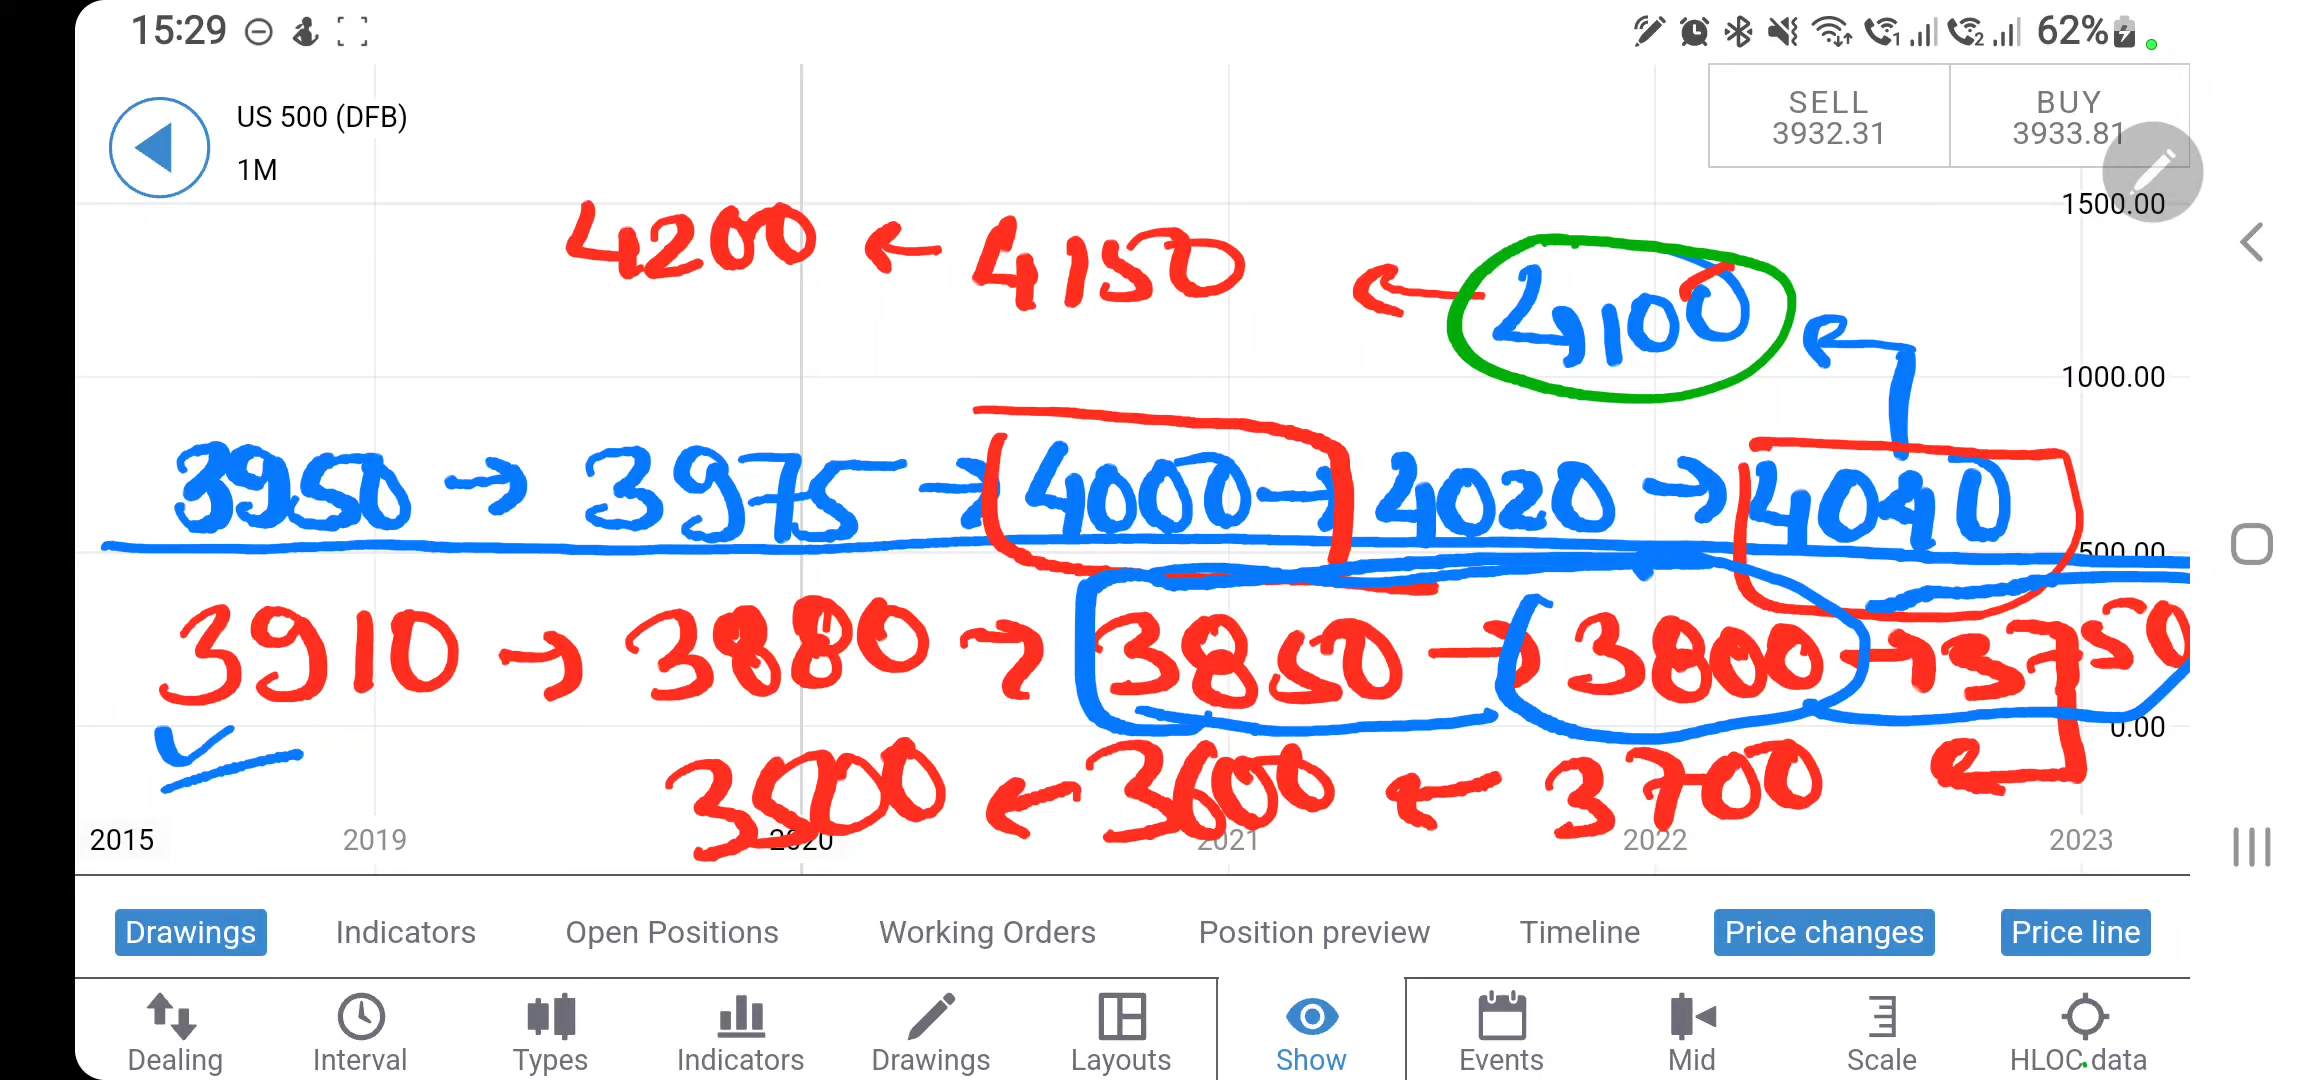 15:29 62%
US 500 (DFB)
1M
SELL BUY
3932.31 3933.81
1500.00
4200 ← 4150 ← 4100
1000.00
3950 → 3975 → 4000 → 4020 → 4040
500.00
3910 → 3880 → 3850 → 3800 → 3750
0.00
3500 ← 3600 ← 3700
2015 2019 2020 2021 2022 2023
Drawings Indicators Open Positions Working Orders Position preview Timeline Price changes Price line
Dealing Interval Types Indicators Drawings Layouts Show Events Mid Scale HLOC data